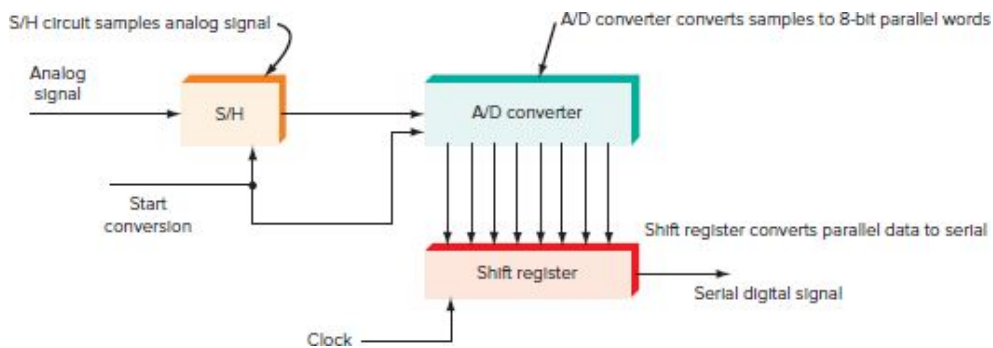 S/H circuit samples analog signal
A/D converter converts samples to 8-bit parallel words
Analog
signal
S/H
A/D converter
Start
conversion
Shift register converts parallel data to serial
Shift register
Serial digital signal
Clock